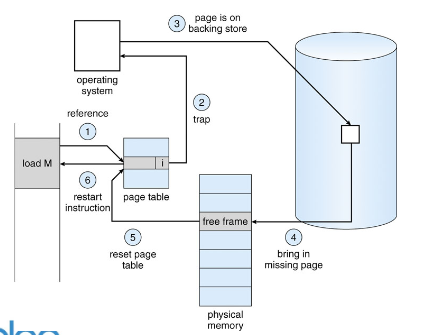 3
page is on
backing store
operating
system
2
trap
reference
1
load M
i
6
restart
instruction
page table
free frame
5
reset page
table
4
bring in
missing page
physical
memory